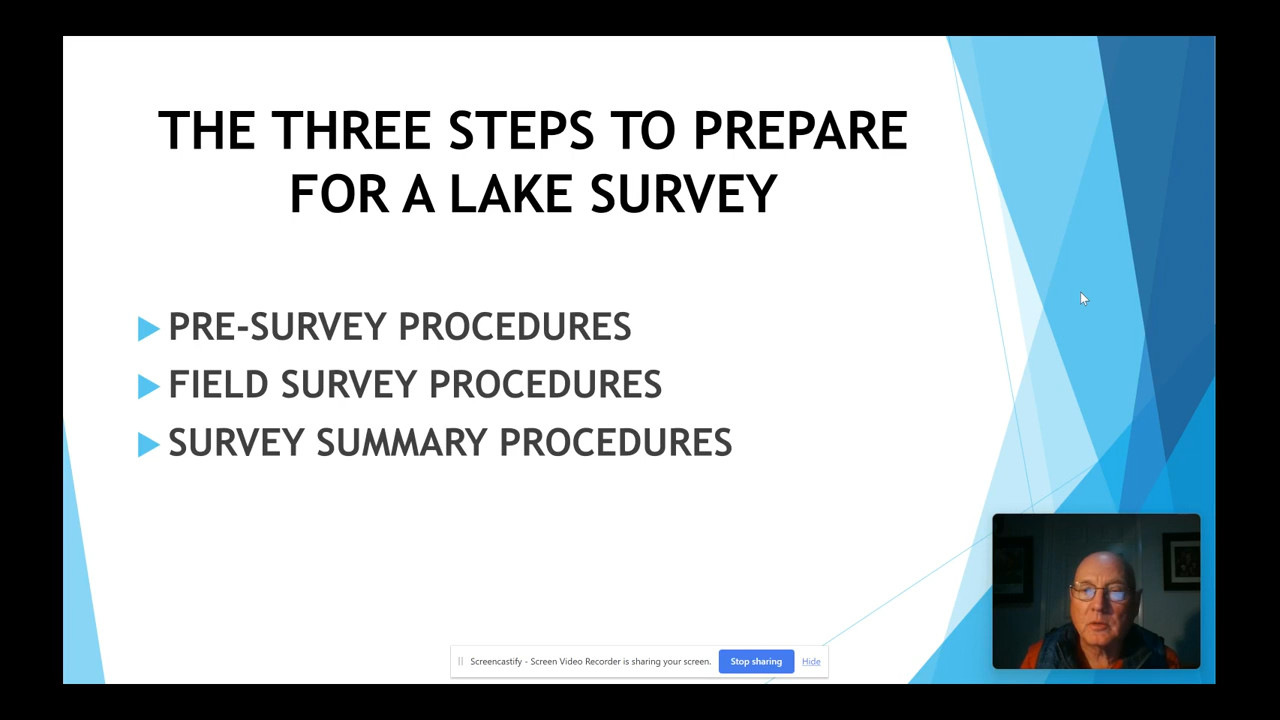 THE THREE STEPS TO PREPARE
FOR A LAKE SURVEY
PRE-SURVEY PROCEDURES
FIELD SURVEY PROCEDURES
SURVEY SUMMARY PROCEDURES
Screencastify - Screen Video Recorder is sharing your screen. Stop sharing Hide